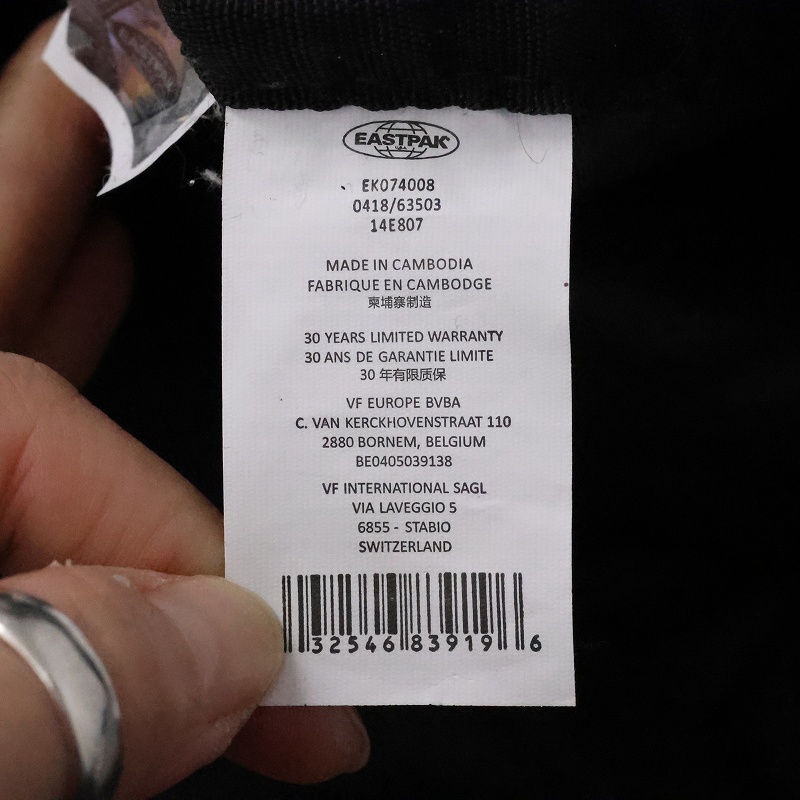 EASTPAK
USA
EK074008
0418/63503
14E807
MADE IN CAMBODIA
FABRIQUE EN CAMBODGE
柬埔寨制造
30 YEARS LIMITED WARRANTY
30 ANS DE GARANTIE LIMITE
30 年有限质保
VF EUROPE BVBA
C. VAN KERCKHOVENSTRAAT 110
2880 BORNEM, BELGIUM
BE0405039138
VF INTERNATIONAL SAGL
VIA LAVEGGIO 5
6855 - STABIO
SWITZERLAND
32546 83919 6